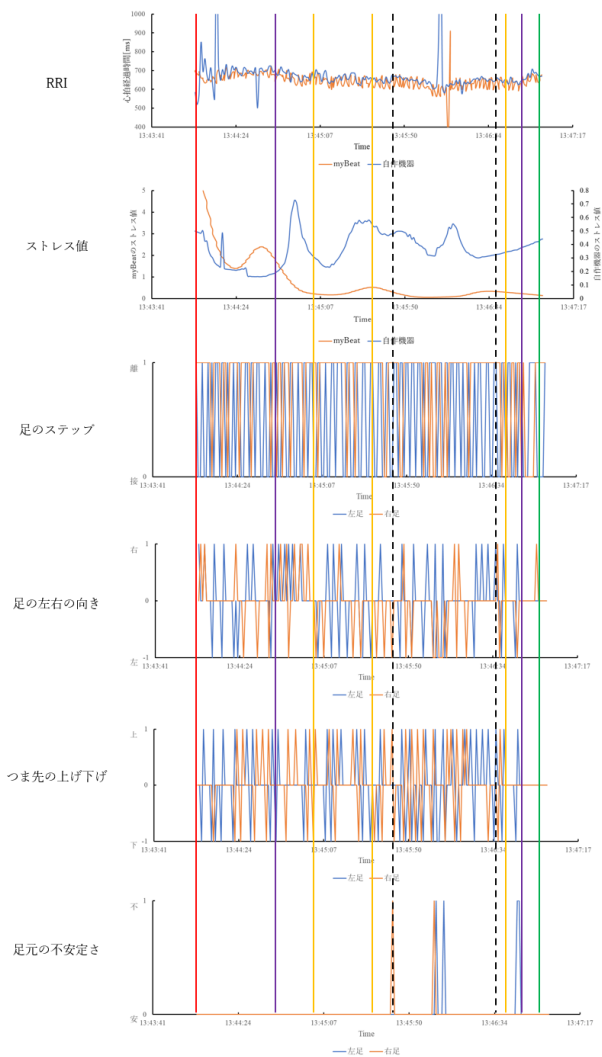 RRI
心拍経過時間[ms]
1000
900
800
700
600
500
400
13:43:41 13:44:24 13:45:07 13:45:50 13:46:34 13:47:17
Time
myBeat 自作機器
ストレス値
myBeatのストレス値
5
4
3
2
1
0
0.8
0.7
0.6
0.5
0.4
0.3
0.2
0.1
0
自作機器のストレス値
13:43:41 13:44:24 13:45:07 13:45:50 13:46:34 13:47:17
Time
myBeat 自作機器
足のステップ
離 1
接 0
13:43:41 13:44:24 13:45:07 13:45:50 13:46:34 13:47:17
Time
左足 右足
足の左右の向き
右 1
0
左 -1
13:43:41 13:44:24 13:45:07 13:45:50 13:46:34 13:47:17
Time
左足 右足
つま先の上げ下げ
上 1
0
下 -1
13:43:41 13:44:24 13:45:07 13:45:50 13:46:34 13:47:17
Time
左足 右足
足元の不安定さ
不 1
安 0
13:43:41 13:44:24 13:45:07 13:45:50 13:46:34 13:47:17
Time
左足 右足